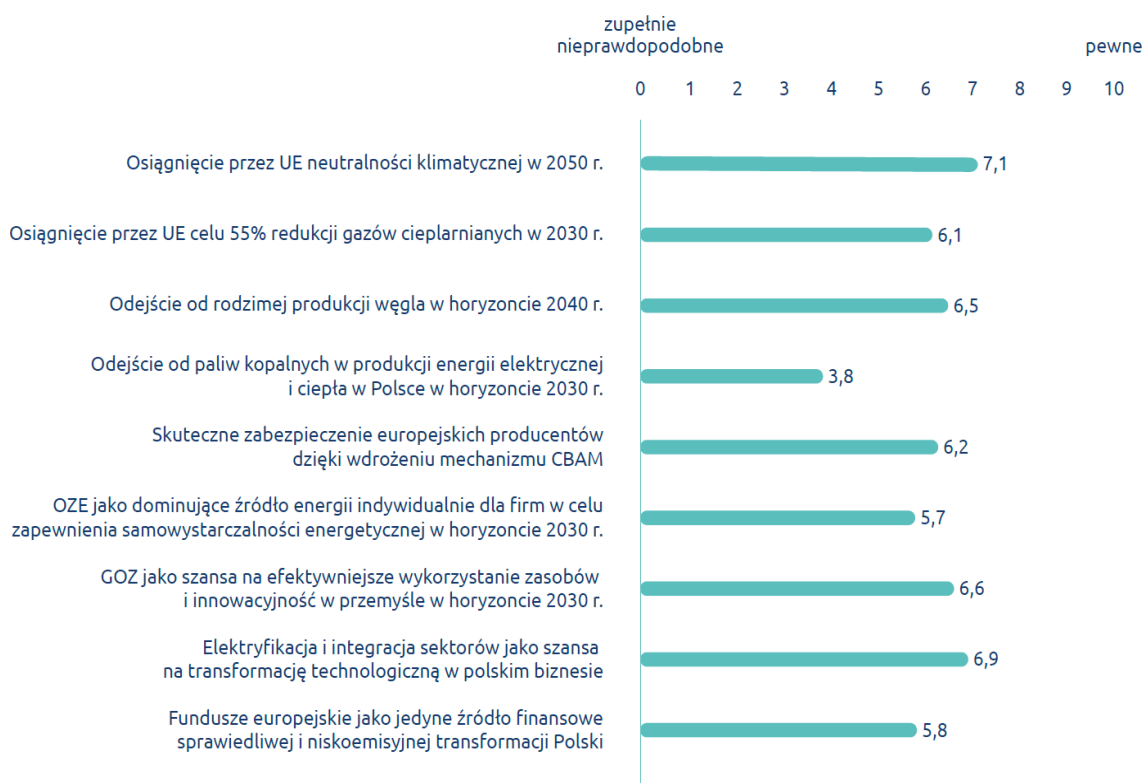 zupełnie
nieprawdopodobne
pewne
0 1 2 3 4 5 6 7 8 9 10
Osiągnięcie przez UE neutralności klimatycznej w 2050 r.
7,1
Osiągnięcie przez UE celu 55% redukcji gazów cieplarnianych w 2030 r.
6,1
Odejście od rodzimej produkcji węgla w horyzoncie 2040 r.
6,5
Odejście od paliw kopalnych w produkcji energii elektrycznej
i ciepła w Polsce w horyzoncie 2030 r.
3,8
Skuteczne zabezpieczenie europejskich producentów
dzięki wdrożeniu mechanizmu CBAM
6,2
OZE jako dominujące źródło energii indywidualnie dla firm w celu
zapewnienia samowystarczalności energetycznej w horyzoncie 2030 r.
5,7
GOZ jako szansa na efektywniejsze wykorzystanie zasobów
i innowacyjność w przemyśle w horyzoncie 2030 r.
6,6
Elektryfikacja i integracja sektorów jako szansa
na transformację technologiczną w polskim biznesie
6,9
Fundusze europejskie jako jedyne źródło finansowe
sprawiedliwej i niskoemisyjnej transformacji Polski
5,8